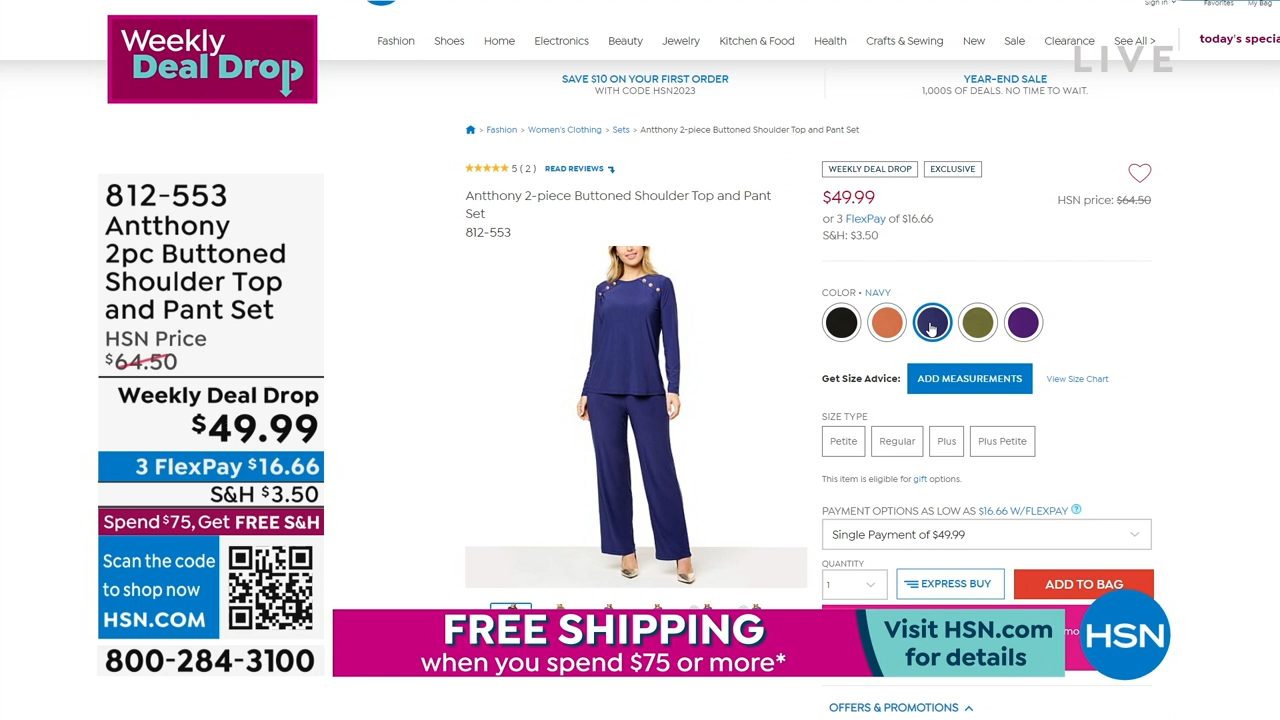 Sign in
Favorites
My Bag
Weekly
Deal Drop
Fashion Shoes Home Electronics Beauty Jewelry Kitchen & Food Health Crafts & Sewing New Sale Clearance See All >
today's specia
LIVE
SAVE $10 ON YOUR FIRST ORDER
WITH CODE HSN2023
YEAR-END SALE
1,000S OF DEALS. NO TIME TO WAIT.
> Fashion > Women's Clothing > Sets > Antthony 2-piece Buttoned Shoulder Top and Pant Set
5 ( 2 ) READ REVIEWS
Antthony 2-piece Buttoned Shoulder Top and Pant
Set
812-553
WEEKLY DEAL DROP EXCLUSIVE
$49.99
HSN price: $64.50
or 3 FlexPay of $16.66
S&H: $3.50
COLOR • NAVY
Get Size Advice: ADD MEASUREMENTS View Size Chart
SIZE TYPE
Petite Regular Plus Plus Petite
This item is eligible for gift options.
PAYMENT OPTIONS AS LOW AS $16.66 W/FLEXPAY ?
Single Payment of $49.99
QUANTITY
1
EXPRESS BUY
ADD TO BAG
mo
OFFERS & PROMOTIONS
812-553
Antthony
2pc Buttoned
Shoulder Top
and Pant Set
HSN Price
$64.50
Weekly Deal Drop
$49.99
3 FlexPay $16.66
S&H $3.50
Spend $75, Get FREE S&H
Scan the code
to shop now
HSN.COM
800-284-3100
FREE SHIPPING
when you spend $75 or more*
Visit HSN.com
for details
HSN